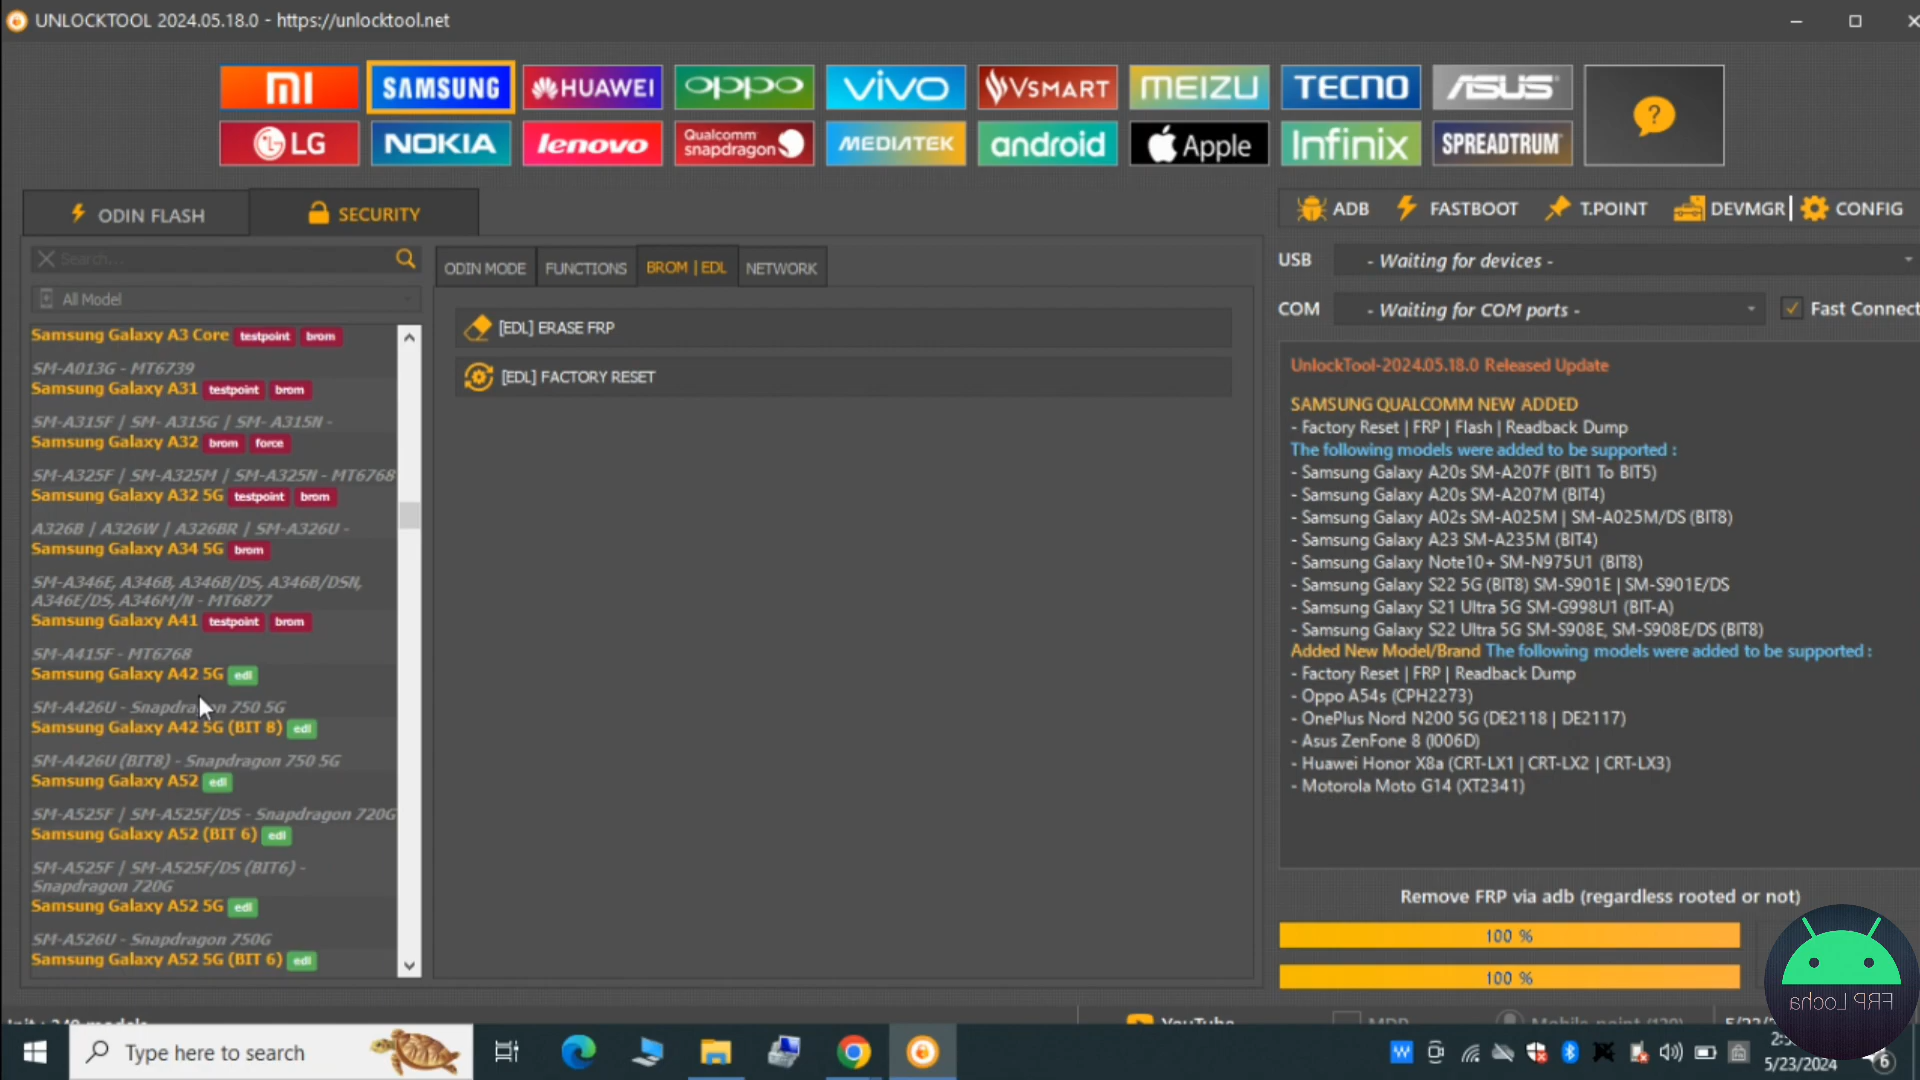 UNLOCKTOOL 2024.05.18.0 - https://unlocktool.net
SAMSUNG
HUAWEI
oppo
vivo
VSMART
MEIZU
TECNO
ASUS
?
LG
NOKIA
lenovo
Qualcomm
snapdragon
MEDIATEK
android
Apple
Infinix
SPREADTRUM
ODIN FLASH
SECURITY
ADB
FASTBOOT
T.POINT
DEVMGR
CONFIG
Search...
All Model
ODIN MODE
FUNCTIONS
BROM | EDL
NETWORK
[EDL] ERASE FRP
[EDL] FACTORY RESET
Samsung Galaxy A3 Core testpoint brom
SM-A013G - MT6739
Samsung Galaxy A31 testpoint brom
SM-A315F | SM- A315G | SM- A315N -
Samsung Galaxy A32 brom force
SM-A325F | SM-A325M | SM-A325N - MT6768
Samsung Galaxy A32 5G testpoint brom
A326B | A326W | A326BR | SM-A326U -
Samsung Galaxy A34 5G brom
SM-A346E, A346B, A346B/DS, A346B/DSN,
A346E/DS, A346M/N - MT6877
Samsung Galaxy A41 testpoint brom
SM-A415F - MT6768
Samsung Galaxy A42 5G edl
SM-A426U - Snapdragon 750 5G
Samsung Galaxy A42 5G (BIT 8) edl
SM-A426U (BIT8) - Snapdragon 750 5G
Samsung Galaxy A52 edl
SM-A525F | SM-A525F/DS - Snapdragon 720G
Samsung Galaxy A52 (BIT 6) edl
SM-A525F | SM-A525F/DS (BIT6) -
Snapdragon 720G
Samsung Galaxy A52 5G edl
SM-A526U - Snapdragon 750G
Samsung Galaxy A52 5G (BIT 6) edl
USB - Waiting for devices -
COM - Waiting for COM ports - Fast Connect
UnlockTool-2024.05.18.0 Released Update
SAMSUNG QUALCOMM NEW ADDED
- Factory Reset | FRP | Flash | Readback Dump
The following models were added to be supported :
- Samsung Galaxy A20s SM-A207F (BIT1 To BIT5)
- Samsung Galaxy A20s SM-A207M (BIT4)
- Samsung Galaxy A02s SM-A025M | SM-A025M/DS (BIT8)
- Samsung Galaxy A23 SM-A235M (BIT4)
- Samsung Galaxy Note10+ SM-N975U1 (BIT8)
- Samsung Galaxy S22 5G (BIT8) SM-S901E | SM-S901E/DS
- Samsung Galaxy S21 Ultra 5G SM-G998U1 (BIT-A)
- Samsung Galaxy S22 Ultra 5G SM-S908E, SM-S908E/DS (BIT8)
Added New Model/Brand The following models were added to be supported :
- Factory Reset | FRP | Readback Dump
- Oppo A54s (CPH2273)
- OnePlus Nord N200 5G (DE2118 | DE2117)
- Asus ZenFone 8 (I006D)
- Huawei Honor X8a (CRT-LX1 | CRT-LX2 | CRT-LX3)
- Motorola Moto G14 (XT2341)
Remove FRP via adb (regardless rooted or not)
100 %
100 %
FRP Locha
YouTube
Type here to search
5/23/2024
6